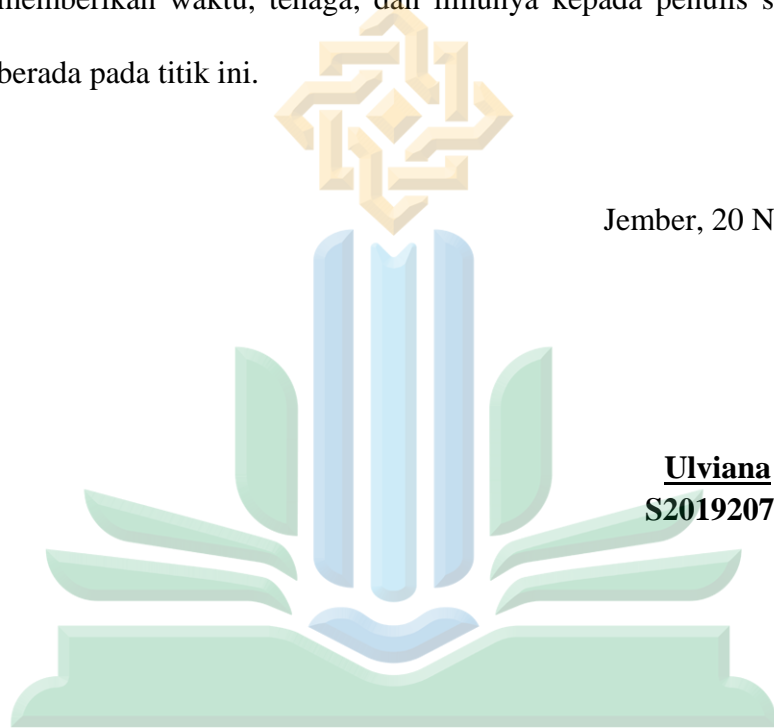 memberikan waktu, tenaga, dan ilmunya kepada penulis s
berada pada titik ini.
Jember, 20 N
Ulviana
S2019207